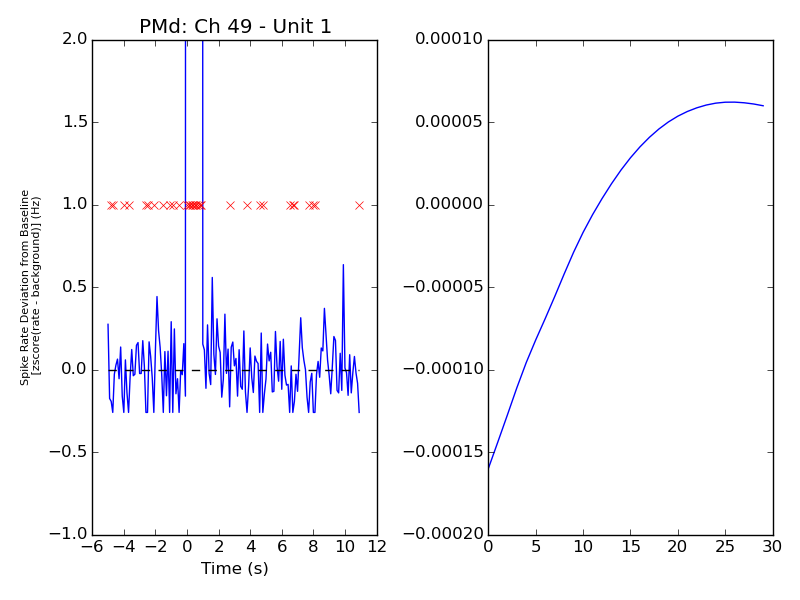 PMd: Ch 49 - Unit 1
Spike Rate Deviation from Baseline
[zscore(rate - background)] (Hz)
2.0
1.5
1.0
0.5
0.0
−0.5
−1.0
−6 −4 −2 0 2 4 6 8 10 12
Time (s)
0.00010
0.00005
0.00000
−0.00005
−0.00010
−0.00015
−0.00020
0 5 10 15 20 25 30